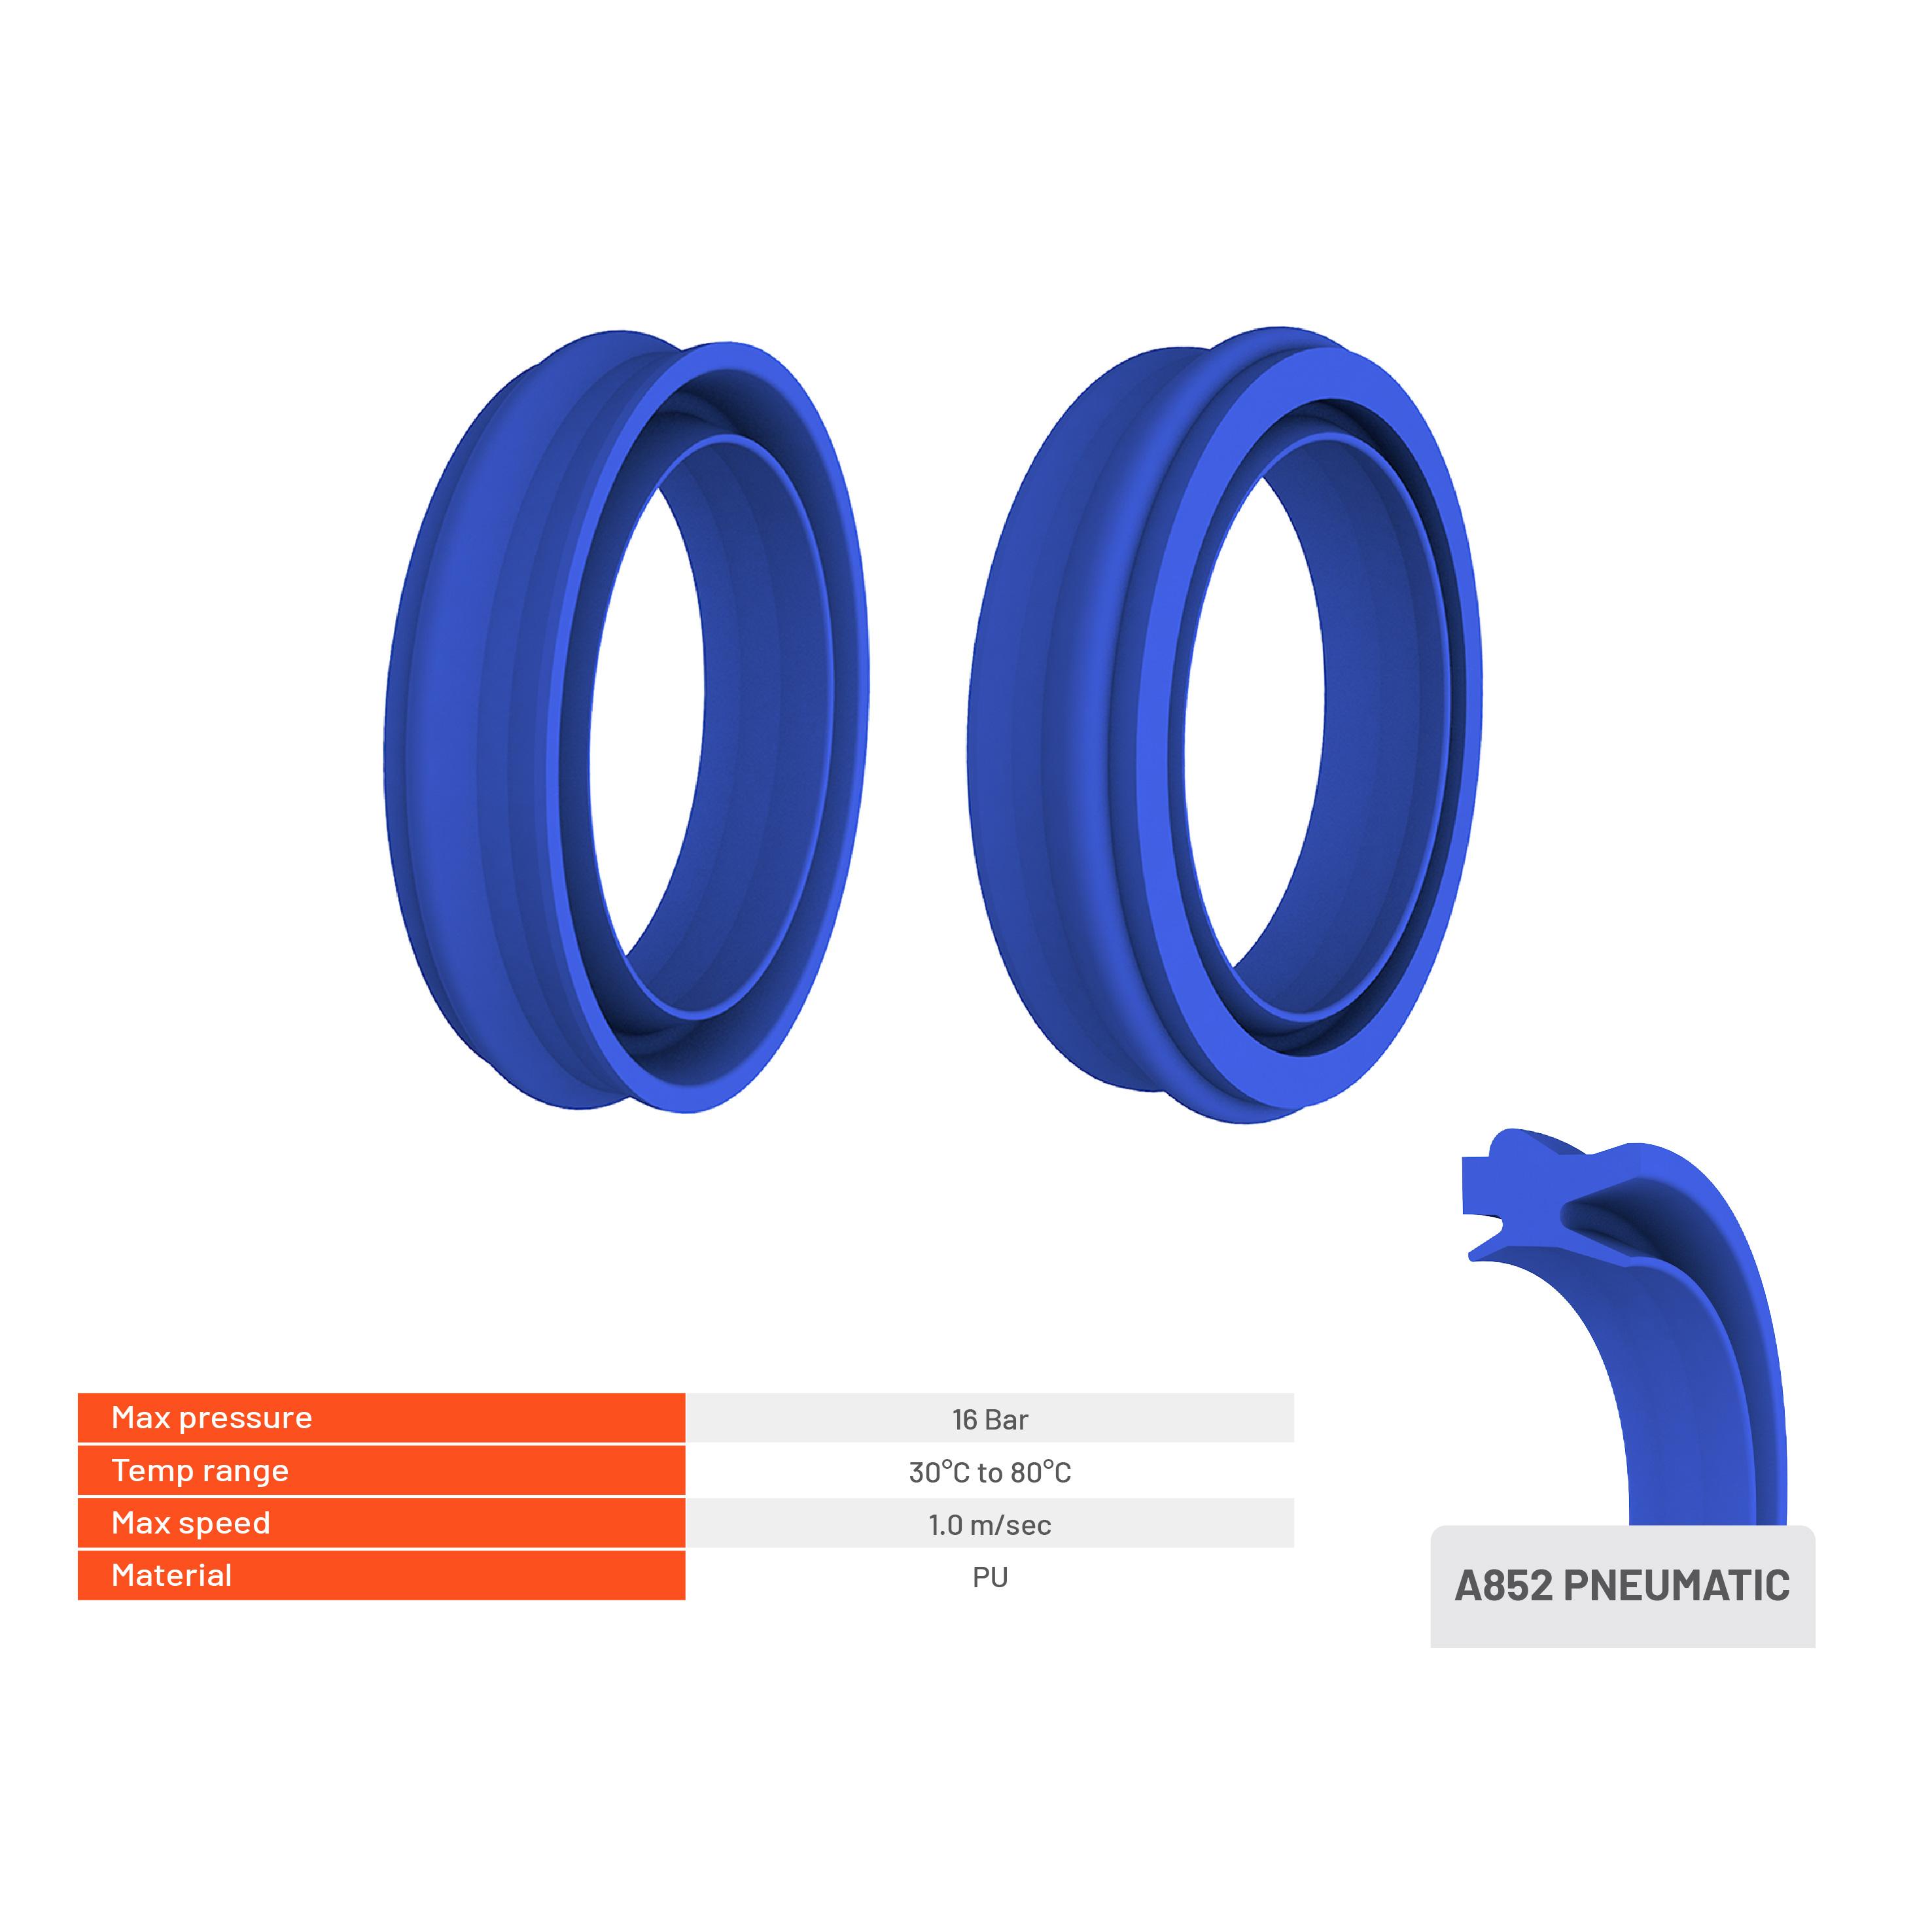 Max pressure 16 Bar
Temp range 30°C to 80°C
Max speed 1.0 m/sec
Material PU
A852 PNEUMATIC